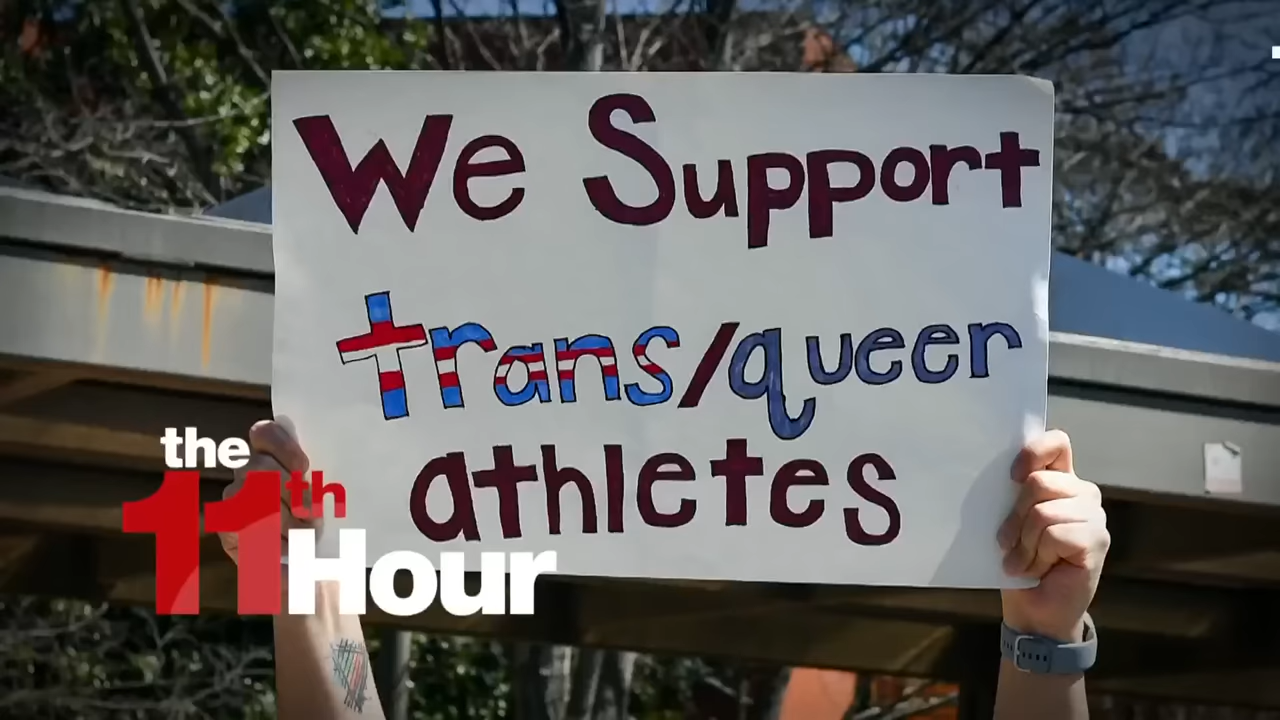 We Support
trans/queer
athletes
the
11th
Hour